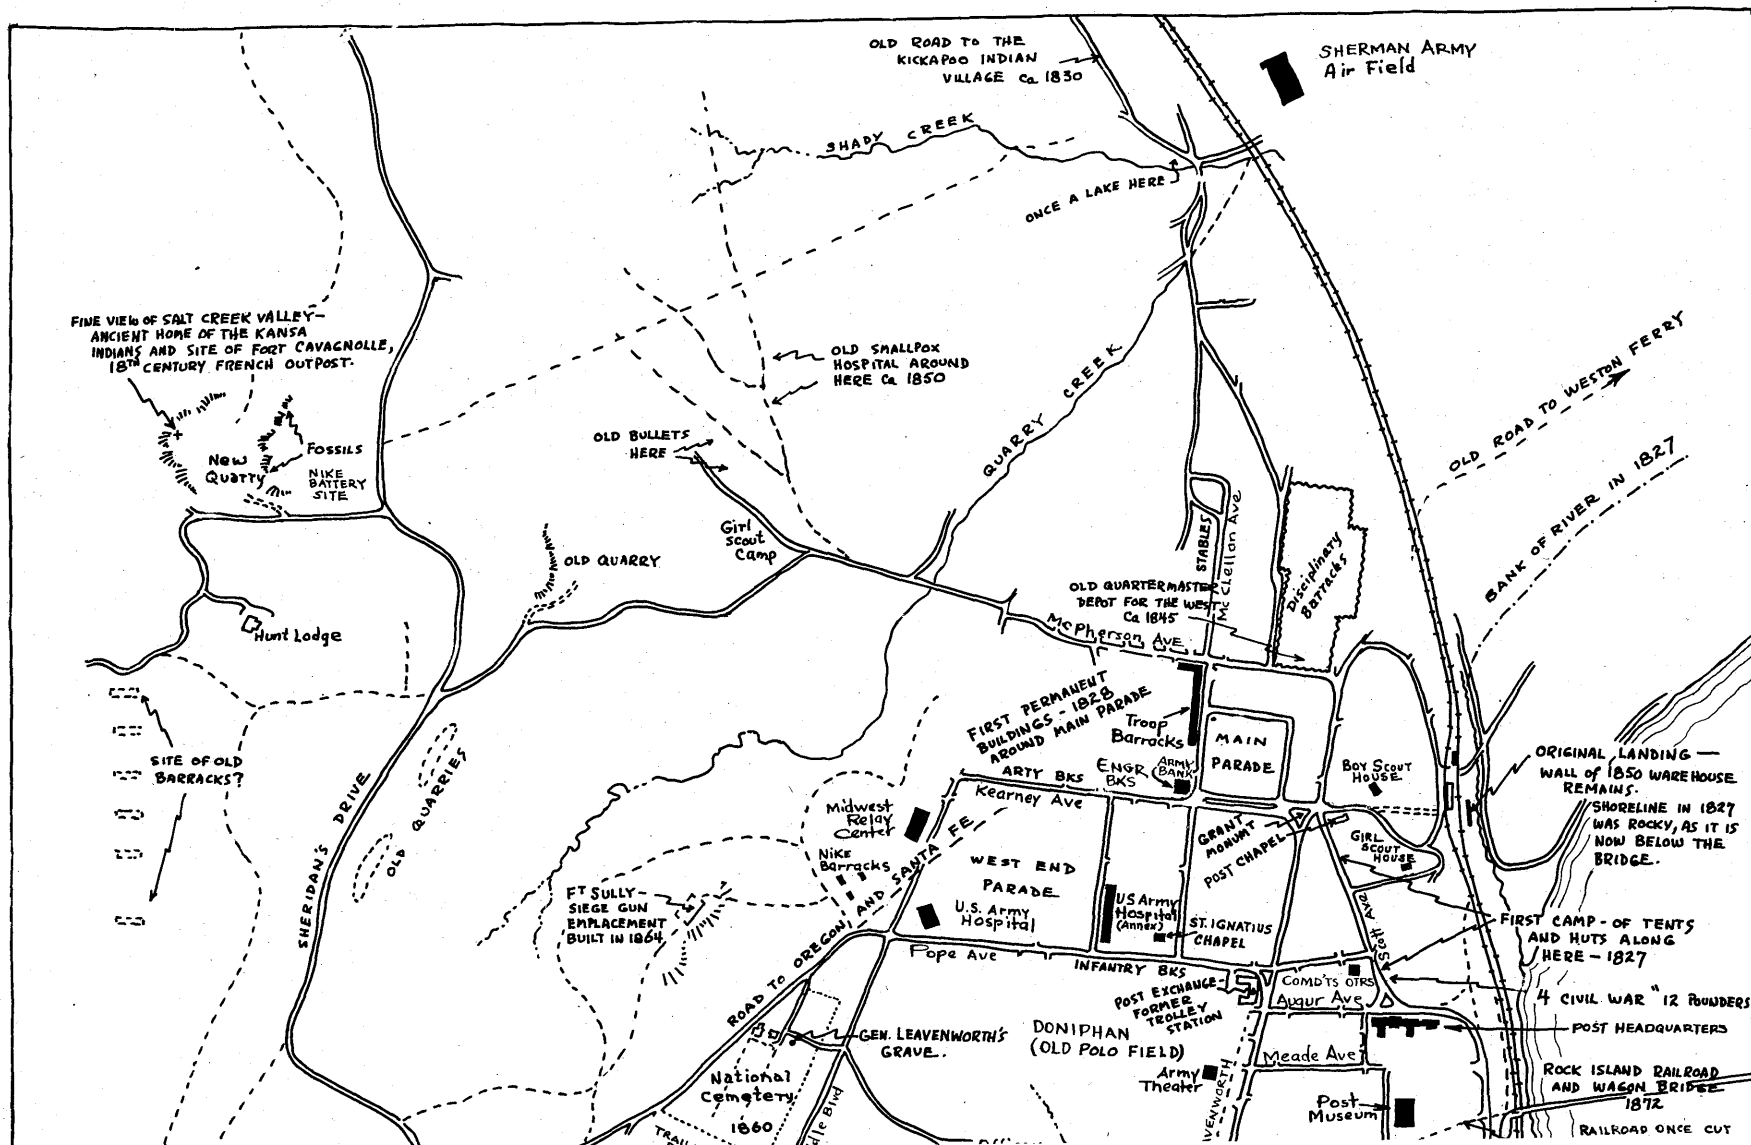 OLD ROAD TO THE
KICKAPOO INDIAN
VILLAGE Ca 1830
SHERMAN ARMY
Air Field
SHADY CREEK
ONCE A LAKE HERE
FINE VIEW OF SALT CREEK VALLEY—
ANCIENT HOME OF THE KANSA
INDIANS AND SITE OF FORT CAVAGNOLLE,
18TH CENTURY FRENCH OUTPOST.
OLD SMALLPOX
HOSPITAL AROUND
HERE Ca 1850
QUARRY CREEK
OLD ROAD TO WESTON FERRY
BANK OF RIVER IN 1827
OLD BULLETS
HERE
FOSSILS
New
Quarry
NIKE
BATTERY
SITE
Girl
Scout
Camp
OLD QUARRY
STABLES
McClellan Ave
Disciplinary
Barracks
OLD QUARTERMASTER
DEPOT FOR THE WEST
Ca 1845
McPherson Ave
Hunt Lodge
FIRST PERMANENT
BUILDINGS - 1828
AROUND MAIN PARADE
Troop
Barracks
MAIN
PARADE
SITE OF OLD
BARRACKS?
SHERIDAN'S DRIVE
OLD QUARRIES
ARTY BKS
ENGR
BKS
ARMY
BANK
Kearney Ave
BOY SCOUT
HOUSE
ORIGINAL LANDING —
WALL of 1850 WAREHOUSE
REMAINS.
SHORELINE IN 1827
WAS ROCKY, AS IT IS
NOW BELOW THE
BRIDGE.
Midwest
Relay
Center
Nike
Barracks
GRANT
MONUMT
POST CHAPEL
GIRL
SCOUT
HOUSE
WEST END
PARADE
FT SULLY—
SIEGE GUN
EMPLACEMENT
BUILT IN 1864
U.S. Army
Hospital
US Army
Hospital
(Annex)
ST. IGNATIUS
CHAPEL
Scott Ave
FIRST CAMP - OF TENTS
AND HUTS ALONG
HERE — 1827
ROAD TO OREGON AND SANTA FE
Pope Ave
INFANTRY BKS
COMD'TS QTRS
Augur Ave
4 CIVIL WAR "12 POUNDERS
POST EXCHANGE—
FORMER
TROLLEY
STATION
POST HEADQUARTERS
GEN. LEAVENWORTH'S
GRAVE.
DONIPHAN
(OLD POLO FIELD)
Meade Ave
Army
Theater
National
Cemetery
1860
Post
Museum
ROCK ISLAND RAILROAD
AND WAGON BRIDGE
1872
RAILROAD ONCE CUT